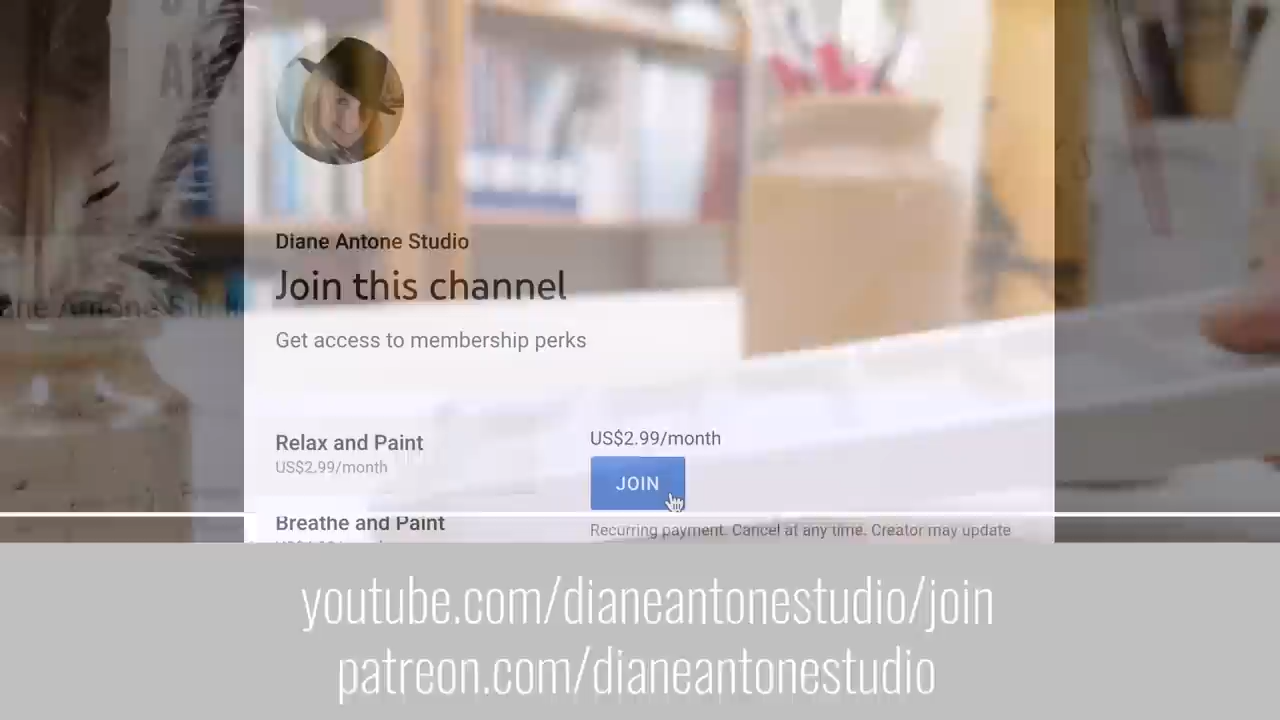 Diane Antone Studio
Join this channel
Get access to membership perks
Relax and Paint
US$2.99/month
Breathe and Paint
US$2.99/month
JOIN
Recurring payment. Cancel at any time. Creator may update
youtube.com/dianeantonestudio/join
patreon.com/dianeantonestudio